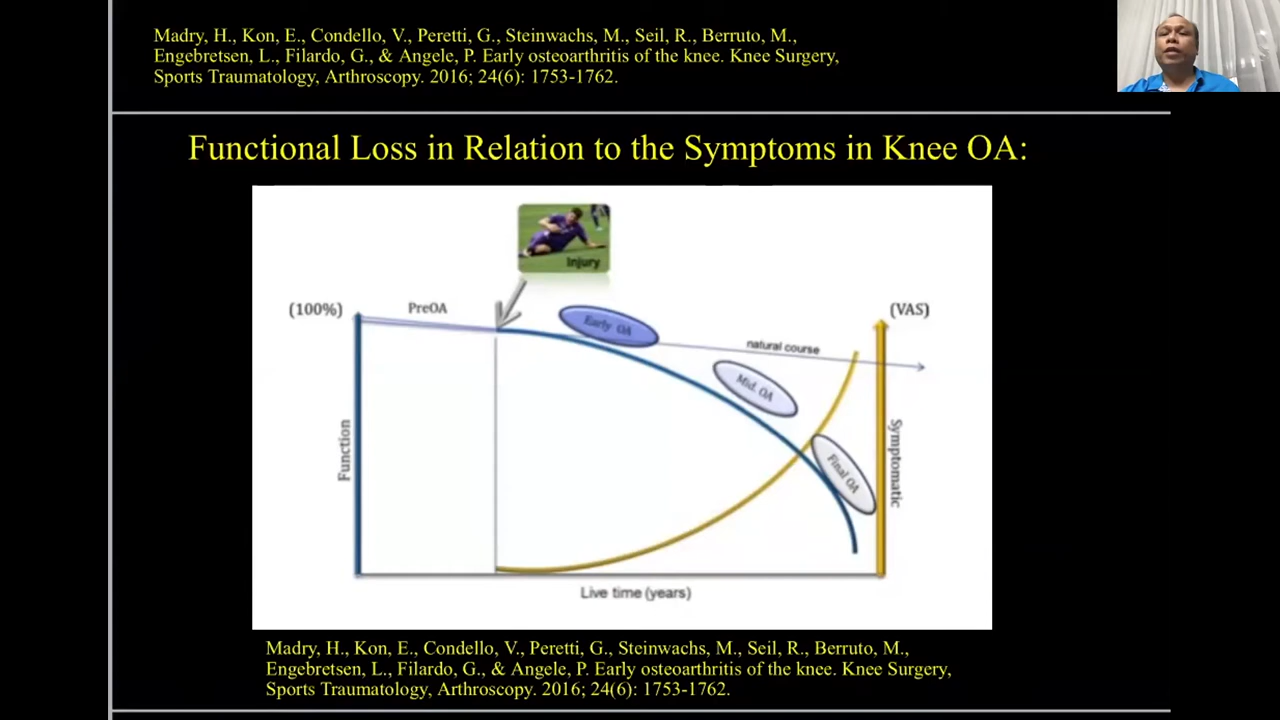 Madry, H., Kon, E., Condello, V., Peretti, G., Steinwachs, M., Seil, R., Berruto, M.,
Engebretsen, L., Filardo, G., & Angele, P. Early osteoarthritis of the knee. Knee Surgery,
Sports Traumatology, Arthroscopy. 2016; 24(6): 1753-1762.
Functional Loss in Relation to the Symptoms in Knee OA:
Injury
(100%)
PreOA
(VAS)
Early OA
natural course
Mid. OA
Function
Symptomatic
Final OA
Live time (years)
Madry, H., Kon, E., Condello, V., Peretti, G., Steinwachs, M., Seil, R., Berruto, M.,
Engebretsen, L., Filardo, G., & Angele, P. Early osteoarthritis of the knee. Knee Surgery,
Sports Traumatology, Arthroscopy. 2016; 24(6): 1753-1762.